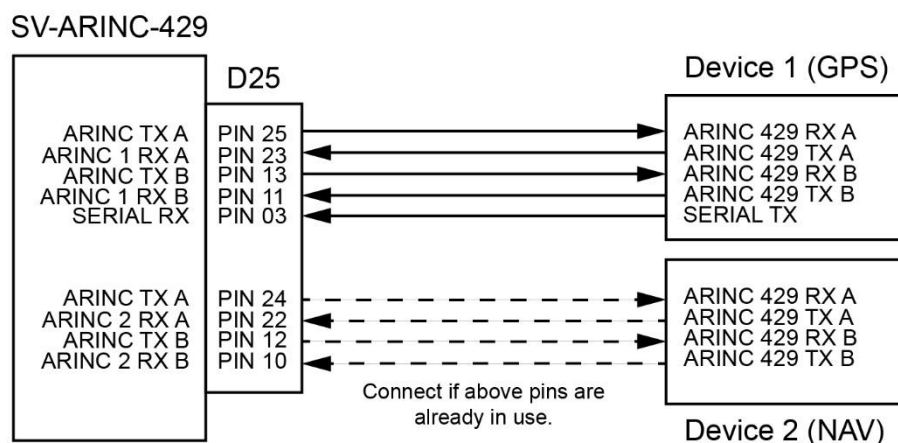 SV-ARINC-429
D25
Device 1 (GPS)
ARINC TX A PIN 25 ARINC 429 RX A
ARINC 1 RX A PIN 23 ARINC 429 TX A
ARINC TX B PIN 13 ARINC 429 RX B
ARINC 1 RX B PIN 11 ARINC 429 TX B
SERIAL RX PIN 03 SERIAL TX
ARINC TX A PIN 24 ARINC 429 RX A
ARINC 2 RX A PIN 22 ARINC 429 TX A
ARINC TX B PIN 12 ARINC 429 RX B
ARINC 2 RX B PIN 10 ARINC 429 TX B
Connect if above pins are
already in use.
Device 2 (NAV)